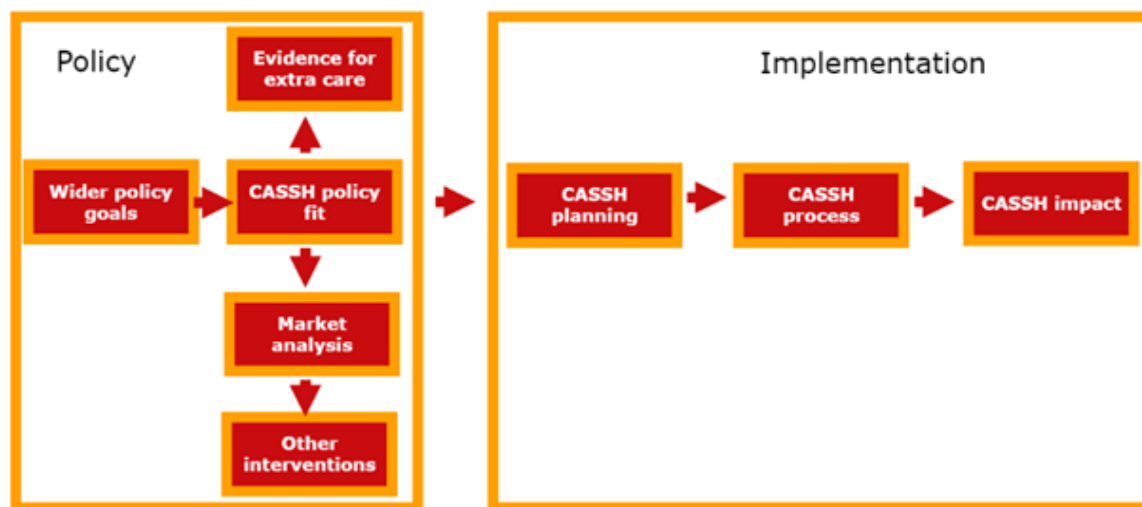 Policy
Evidence for
extra care
Wider policy
goals
CASSH policy
fit
Market
analysis
Other
interventions
Implementation
CASSH
planning
CASSH
process
CASSH impact